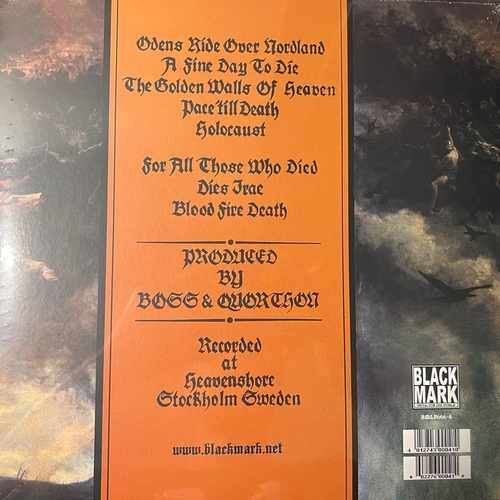 Odens Ride Over Nordland
A Fine Day To Die
The Golden Walls Of Heaven
Pace'till Death
Holocaust
For All Those Who Died
Dies Irae
Blood Fire Death
PRODUCED
BY
BOSS & QUORTHON
Recorded
at
Heavenshore
Stockholm Sweden
www.blackmark.net
BLACK
MARK